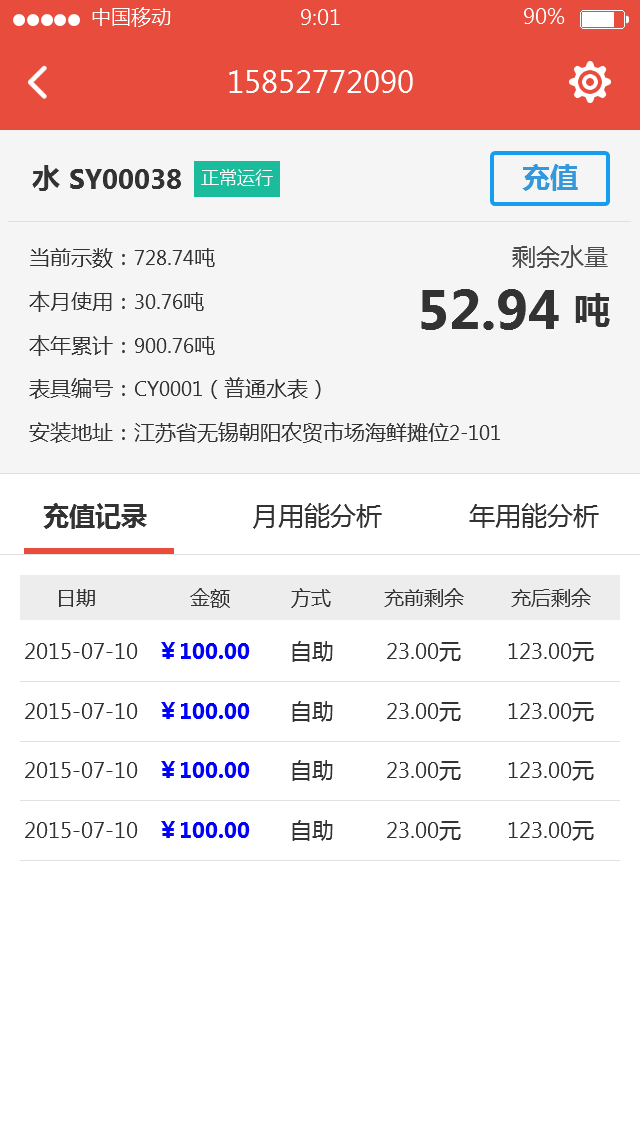 中国移动 9:01 90%
15852772090
水 SY00038 正常运行 充值
当前示数：728.74吨 剩余水量
本月使用：30.76吨 52.94 吨
本年累计：900.76吨
表具编号：CY0001（普通水表）
安装地址：江苏省无锡朝阳农贸市场海鲜摊位2-101
充值记录 月用能分析 年用能分析
日期 金额 方式 充前剩余 充后剩余
2015-07-10 ¥100.00 自助 23.00元 123.00元
2015-07-10 ¥100.00 自助 23.00元 123.00元
2015-07-10 ¥100.00 自助 23.00元 123.00元
2015-07-10 ¥100.00 自助 23.00元 123.00元